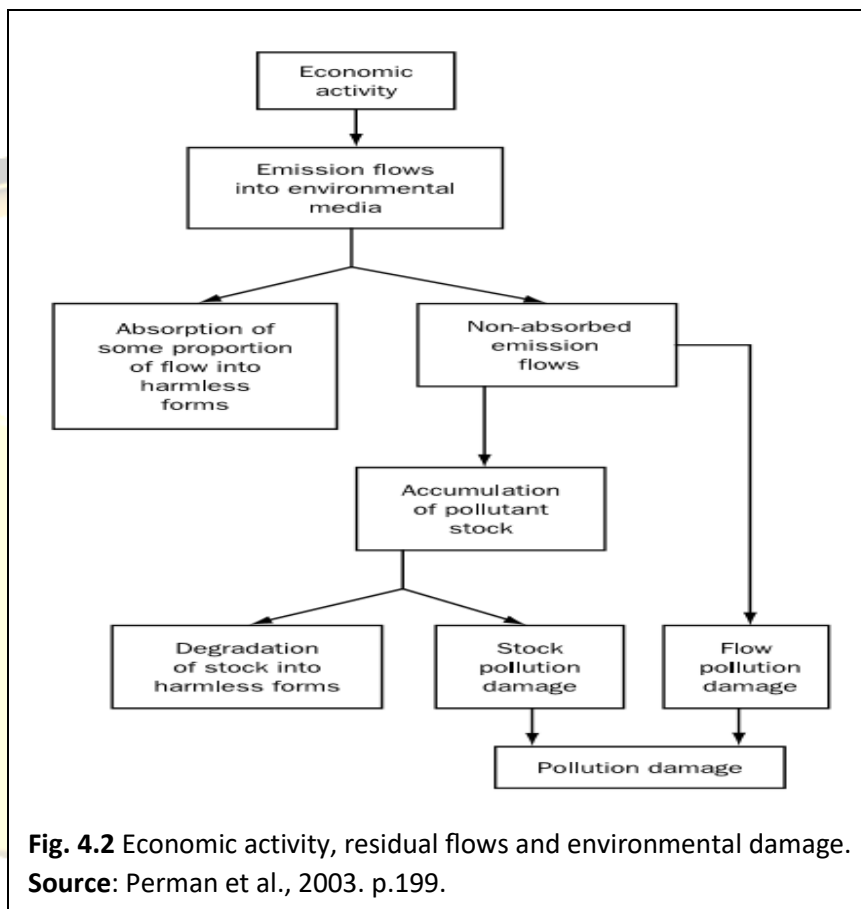 Economic
activity
Emission flows
into environmental
media
Absorption of
some proportion
of flow into
harmless
forms
Non-absorbed
emission
flows
Accumulation
of pollutant
stock
Degradation
of stock into
harmless forms
Stock
pollution
damage
Flow
pollution
damage
Pollution damage
Fig. 4.2 Economic activity, residual flows and environmental damage.
Source: Perman et al., 2003. p.199.